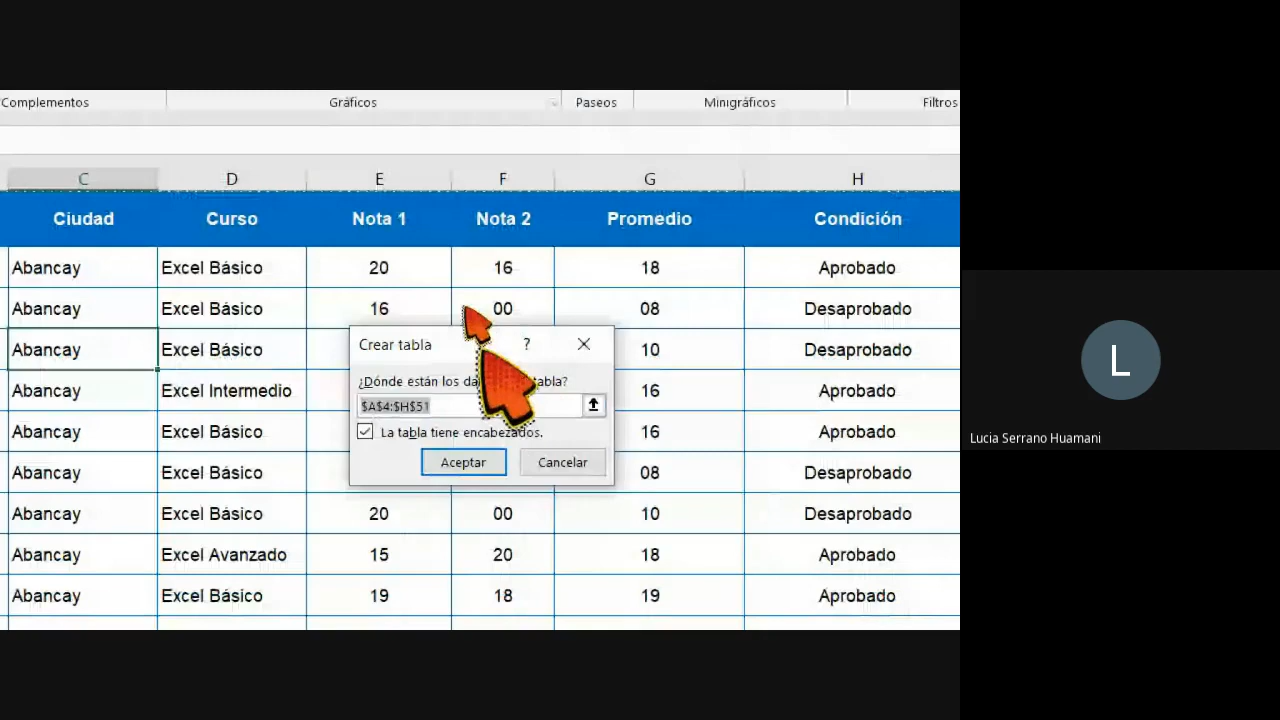 Complementos Gráficos Paseos Minigráficos Filtros
C D E F G H
Ciudad Curso Nota 1 Nota 2 Promedio Condición
Abancay Excel Básico 20 16 18 Aprobado
Abancay Excel Básico 16 00 08 Desaprobado
Abancay Excel Básico 10 Desaprobado
Abancay Excel Intermedio 16 Aprobado
Abancay Excel Básico 16 Aprobado
Abancay Excel Básico 08 Desaprobado
Abancay Excel Básico 20 00 10 Desaprobado
Abancay Excel Avanzado 15 20 18 Aprobado
Abancay Excel Básico 19 18 19 Aprobado
Crear tabla ?
¿Dónde están los tabla?
$A$4:$H$51
La tabla tiene encabezados.
Aceptar Cancelar
L
Lucia Serrano Huamani